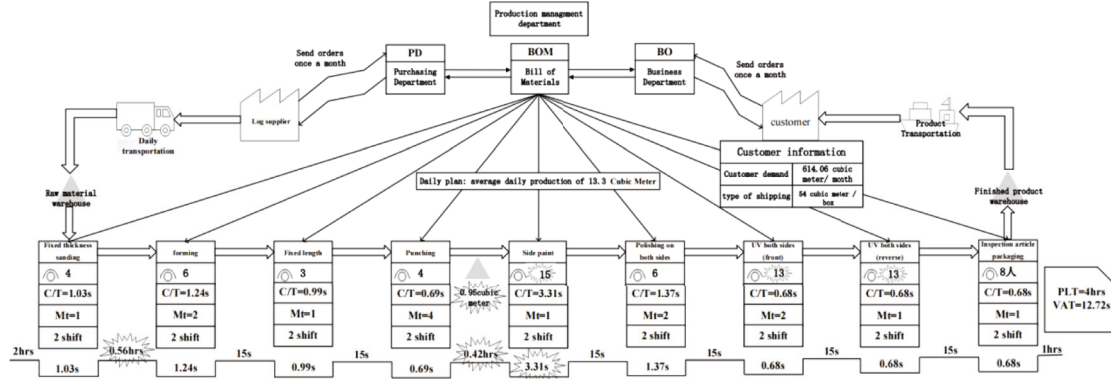 Production management
department
PD
Purchasing
Department
BOM
Bill of
Materials
BO
Business
Department
Send orders
once a month
Send orders
once a month
Log supplier
Daily
transportation
customer
Product
Transportation
Customer information
Customer demand
614.06 cubic
meter/ month
type of shipping
54 cubic meter /
box
Raw material
warehouse
Daily plan: average daily production of 13.3 Cubic Meter
Finished product
warehouse
Fixed thickness
sanding
4
C/T=1.03s
Mt=1
2 shift
forming
6
C/T=1.24s
Mt=2
2 shift
Fixed length
3
C/T=0.99s
Mt=1
2 shift
Punching
4
C/T=0.69s
Mt=4
2 shift
0.95cubic
meter
Side paint
15
C/T=3.31s
Mt=1
2 shift
Polishing on
both sides
6
C/T=1.37s
Mt=2
2 shift
UV both sides
(front)
13
C/T=0.68s
Mt=2
2 shift
UV both sides
(reverse)
13
C/T=0.68s
Mt=1
2 shift
Inspection article
packaging
8人
C/T=0.68s
Mt=1
2 shift
PLT=4hrs
VAT=12.72s
2hrs
0.56hrs
15s
15s
0.42hrs
15s
15s
15s
15s
1hrs
1.03s
1.24s
0.99s
0.69s
3.31s
1.37s
0.68s
0.68s
0.68s